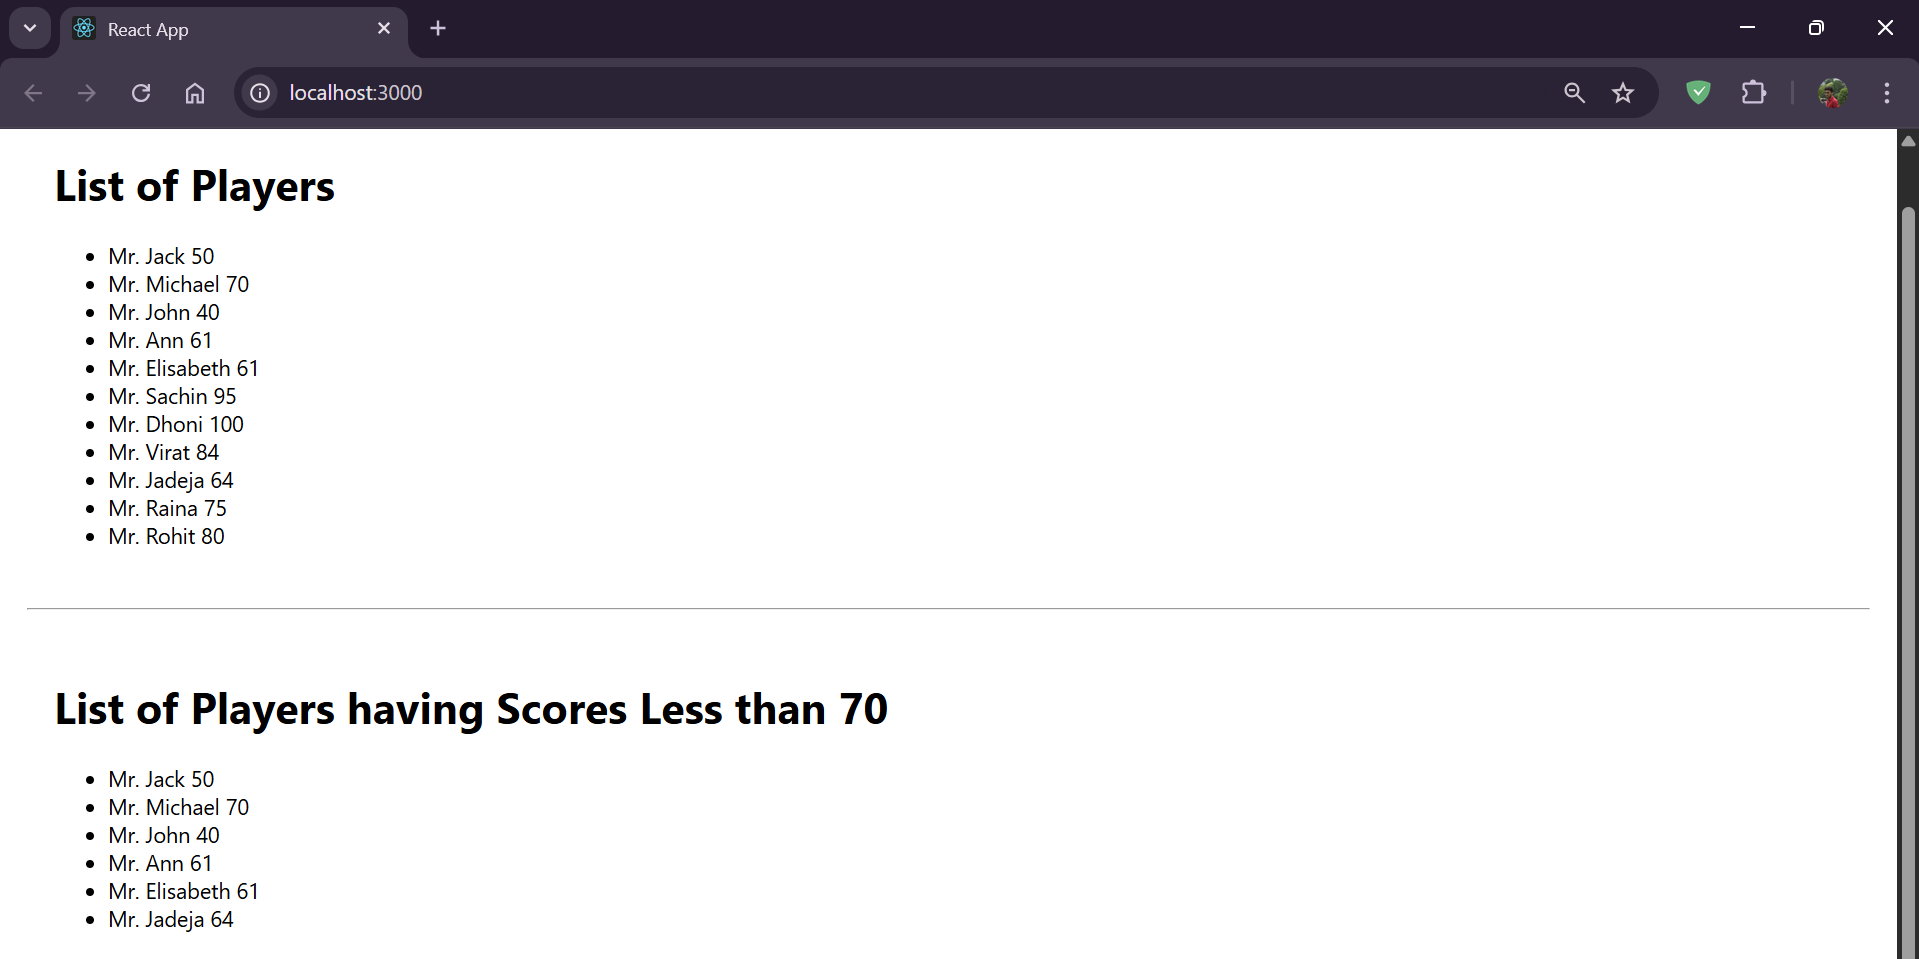 React App
localhost:3000
List of Players
• Mr. Jack 50
• Mr. Michael 70
• Mr. John 40
• Mr. Ann 61
• Mr. Elisabeth 61
• Mr. Sachin 95
• Mr. Dhoni 100
• Mr. Virat 84
• Mr. Jadeja 64
• Mr. Raina 75
• Mr. Rohit 80
List of Players having Scores Less than 70
• Mr. Jack 50
• Mr. Michael 70
• Mr. John 40
• Mr. Ann 61
• Mr. Elisabeth 61
• Mr. Jadeja 64